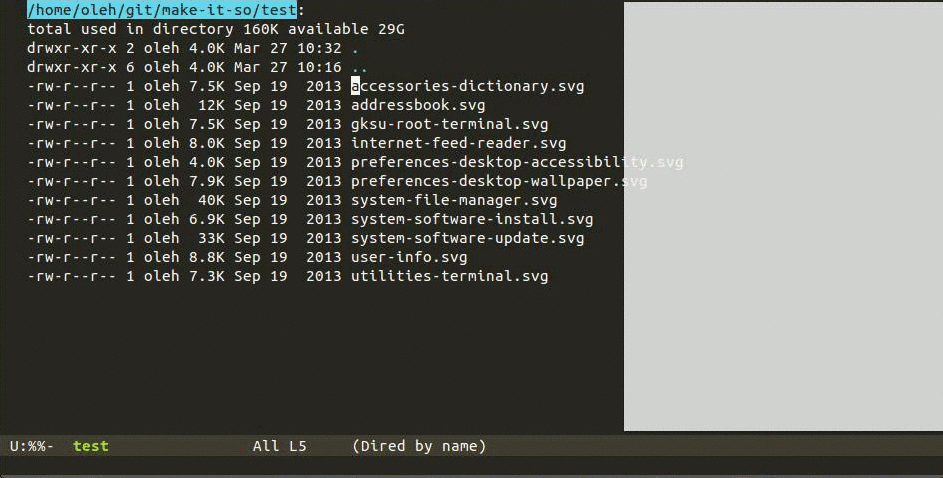 /home/oleh/git/make-it-so/test:
total used in directory 160K available 29G
drwxr-xr-x 2 oleh 4.0K Mar 27 10:32 .
drwxr-xr-x 6 oleh 4.0K Mar 27 10:16 ..
-rw-r--r-- 1 oleh 7.5K Sep 19  2013 accessories-dictionary.svg
-rw-r--r-- 1 oleh  12K Sep 19  2013 addressbook.svg
-rw-r--r-- 1 oleh 7.5K Sep 19  2013 gksu-root-terminal.svg
-rw-r--r-- 1 oleh 8.0K Sep 19  2013 internet-feed-reader.svg
-rw-r--r-- 1 oleh 4.0K Sep 19  2013 preferences-desktop-accessibility.svg
-rw-r--r-- 1 oleh 7.9K Sep 19  2013 preferences-desktop-wallpaper.svg
-rw-r--r-- 1 oleh  40K Sep 19  2013 system-file-manager.svg
-rw-r--r-- 1 oleh 6.9K Sep 19  2013 system-software-install.svg
-rw-r--r-- 1 oleh  33K Sep 19  2013 system-software-update.svg
-rw-r--r-- 1 oleh 8.8K Sep 19  2013 user-info.svg
-rw-r--r-- 1 oleh 7.3K Sep 19  2013 utilities-terminal.svg
U:%%-  test                All L5     (Dired by name)